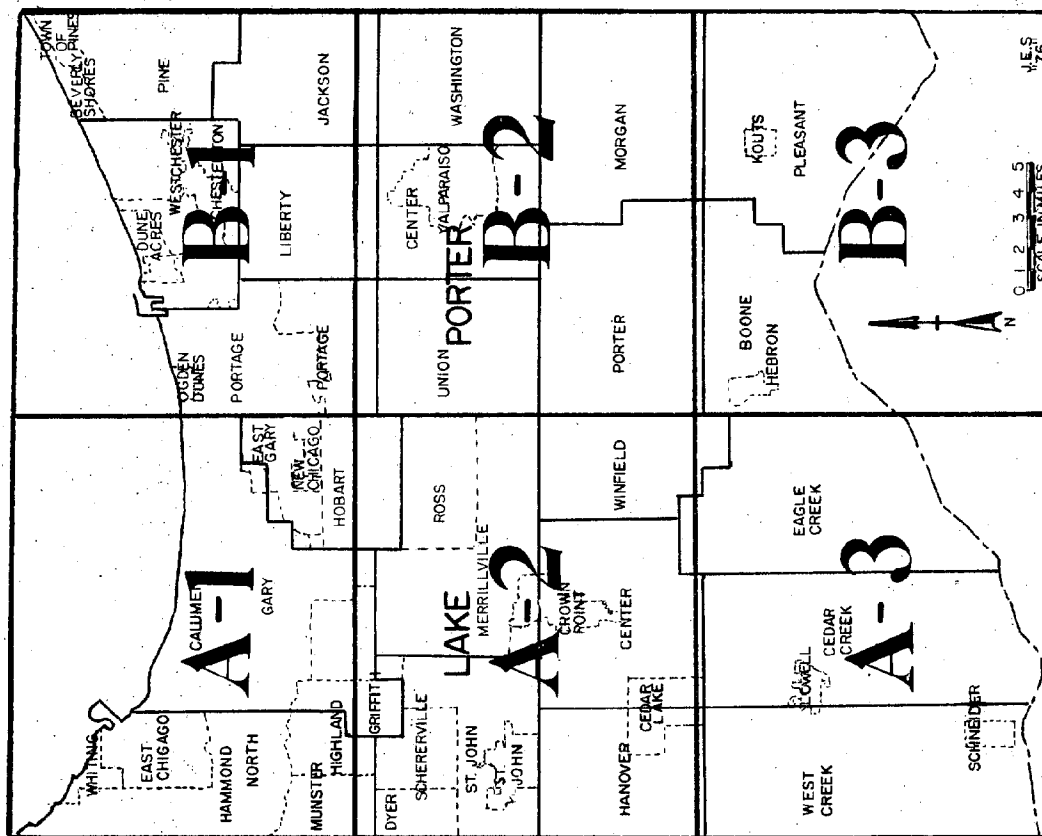 WHITING
EAST
CHICAGO
HAMMOND
NORTH
MUNSTER
HIGHLAND
GRIFFIT
DYER
SCHERERVILLE
ST. JOHN
ST.
JOHN
HANOVER
CEDAR
LAKE
WEST
CREEK
LOWELL
CEDAR
CREEK
SCHNEIDER
CALUMET
A-1
GARY
EAST
GARY
NEW
CHICAGO
HOBART
LAKE
ROSS
MERRILLVILLE
A-2
CROWN
POINT
CENTER
WINFIELD
EAGLE
CREEK
A-3
OGDEN
DUNES
PORTAGE
PORTAGE
TOWN
OF
BEVERLY
SHORES
PINES
PINE
DUNE
ACRES
WESTCHESTER
CHESTERTON
B-1
LIBERTY
JACKSON
CENTER
VALPARAISO
WASHINGTON
UNION
PORTER
B-2
PORTER
MORGAN
BOONE
HEBRON
KOUTS
PLEASANT
B-3
N
0 1 2 3 4 5
SCALE IN MILES
J.E.S.